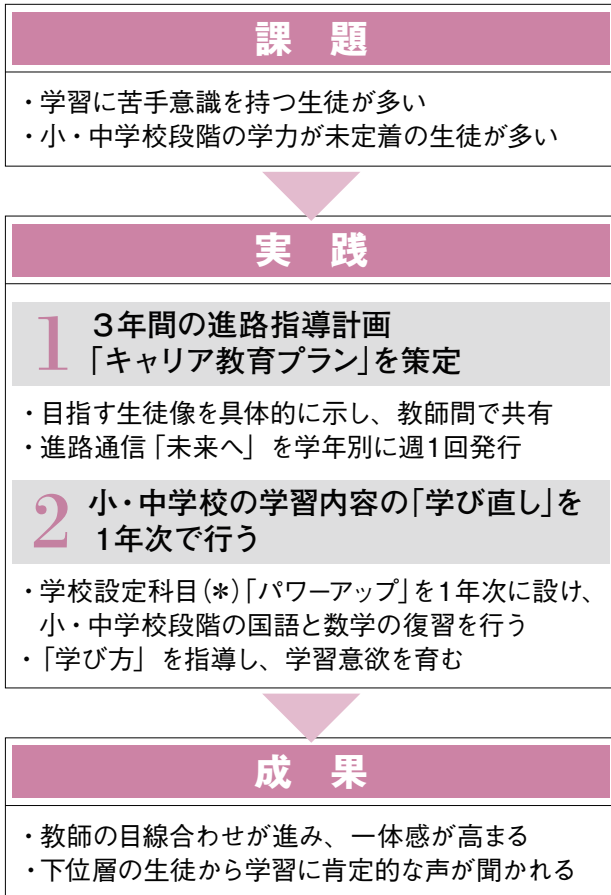 課 題
・学習に苦手意識を持つ生徒が多い
・小・中学校段階の学力が未定着の生徒が多い
実 践
1 3年間の進路指導計画
「キャリア教育プラン」を策定
・目指す生徒像を具体的に示し、教師間で共有
・進路通信「未来へ」を学年別に週1回発行
2 小・中学校の学習内容の「学び直し」を
1年次で行う
・学校設定科目(*)「パワーアップ」を1年次に設け、
小・中学校段階の国語と数学の復習を行う
・「学び方」を指導し、学習意欲を育む
成 果
・教師の目線合わせが進み、一体感が高まる
・下位層の生徒から学習に肯定的な声が聞かれる